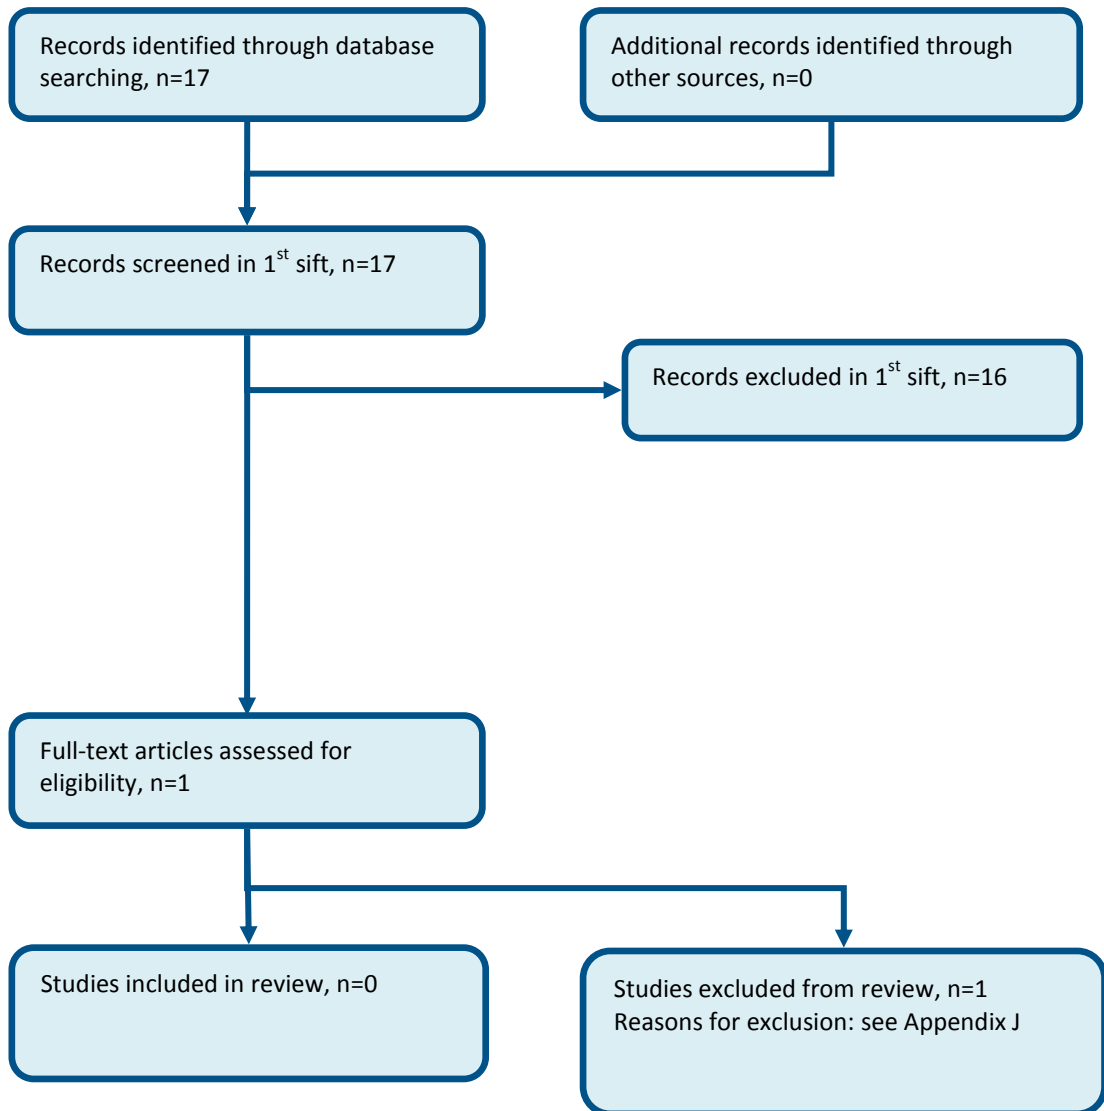 Records identified through database
searching, n=17
Additional records identified through
other sources, n=0
Records screened in 1st sift, n=17
Records excluded in 1st sift, n=16
Full-text articles assessed for
eligibility, n=1
Studies included in review, n=0
Studies excluded from review, n=1
Reasons for exclusion: see Appendix J